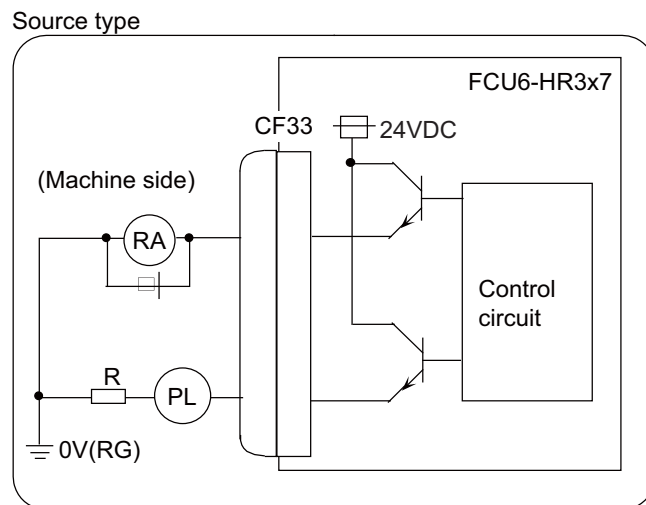 Source type
FCU6-HR3x7
CF33
24VDC
(Machine side)
RA
Control
circuit
R
PL
0V(RG)